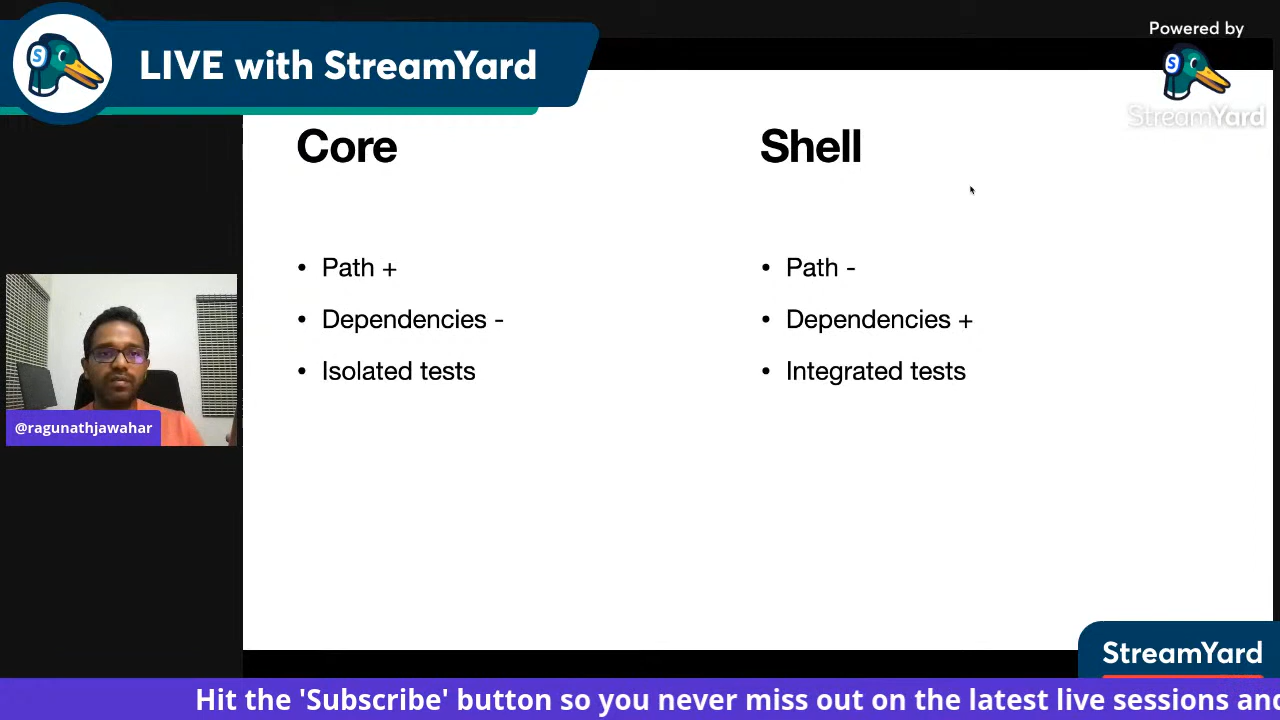 LIVE with StreamYard
Powered by
StreamYard
S
S
Core
Shell
• Path +
• Dependencies -
• Isolated tests
• Path -
• Dependencies +
• Integrated tests
@ragunathjawahar
StreamYard
Hit the 'Subscribe' button so you never miss out on the latest live sessions and